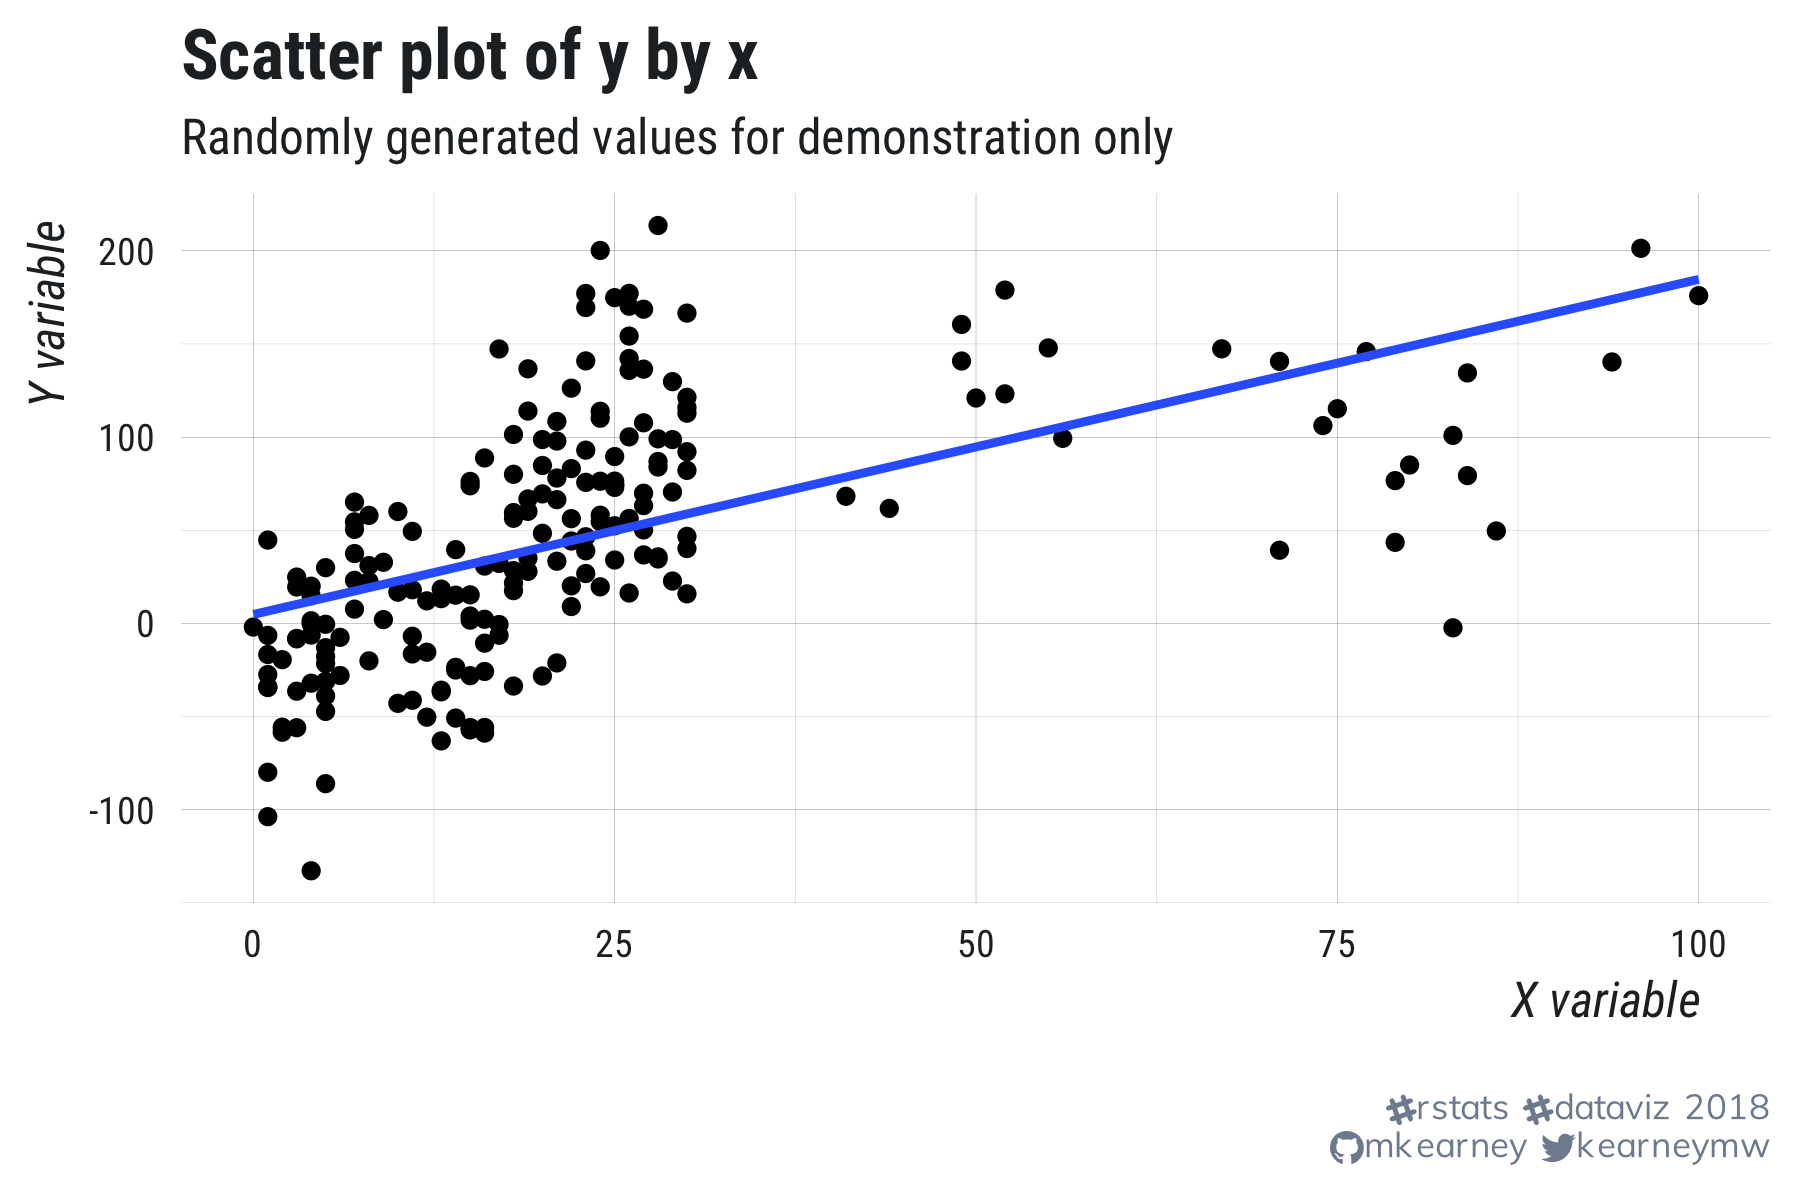 Scatter plot of y by x
Randomly generated values for demonstration only
Y variable
200
100
0
-100
0 25 50 75 100
X variable
#rstats #dataviz 2018
mkearney kearneymw